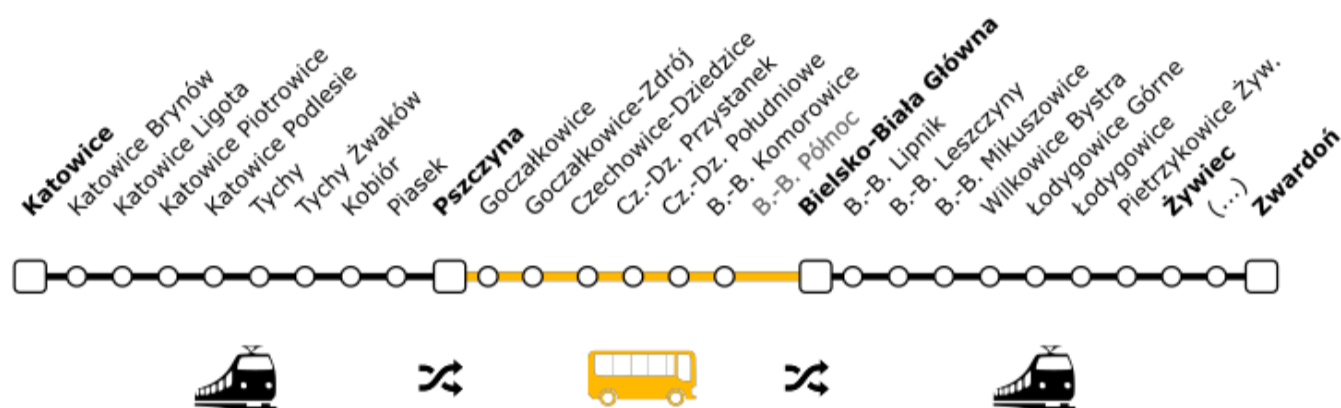 Katowice
Katowice Brynów
Katowice Ligota
Katowice Piotrowice
Katowice Podlesie
Tychy
Tychy Żwaków
Kobiór
Piasek
Pszczyna
Goczałkowice
Goczałkowice-Zdrój
Czechowice-Dziedzice
Cz.-Dz. Przystanek
Cz.-Dz. Południowe
B.-B. Komorowice
B.-B. Północ
Bielsko-Biała Główna
B.-B. Lipnik
B.-B. Leszczyny
B.-B. Mikuszowice
Wilkowice Bystra
Łodygowice Górne
Łodygowice
Pietrzykowice Żyw.
Żywiec
(...)
Zwardoń